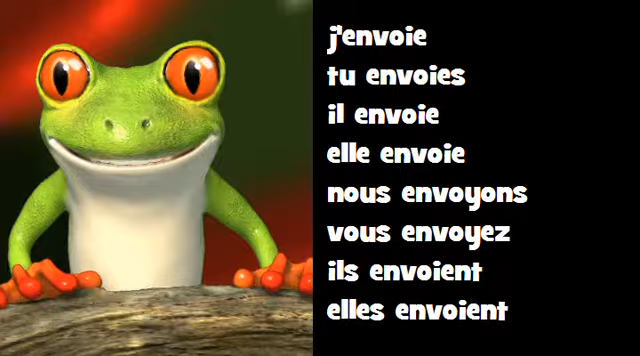 j'envoie
tu envoies
il envoie
elle envoie
nous envoyons
vous envoyez
ils envoient
elles envoient